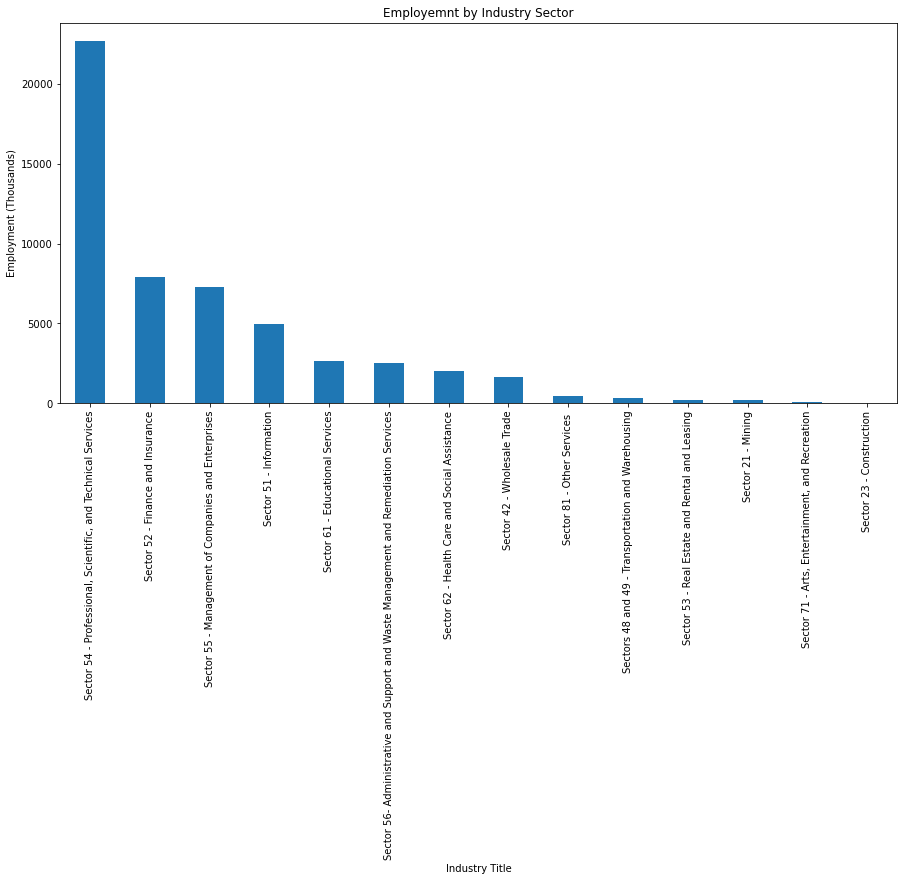 Employemnt by Industry Sector
Employment (Thousands)
20000
15000
10000
5000
0
Sector 54 - Professional, Scientific, and Technical Services
Sector 52 - Finance and Insurance
Sector 55 - Management of Companies and Enterprises
Sector 51 - Information
Sector 61 - Educational Services
Sector 56- Administrative and Support and Waste Management and Remediation Services
Sector 62 - Health Care and Social Assistance
Sector 42 - Wholesale Trade
Sector 81 - Other Services
Sectors 48 and 49 - Transportation and Warehousing
Sector 53 - Real Estate and Rental and Leasing
Sector 21 - Mining
Sector 71 - Arts, Entertainment, and Recreation
Sector 23 - Construction
Industry Title